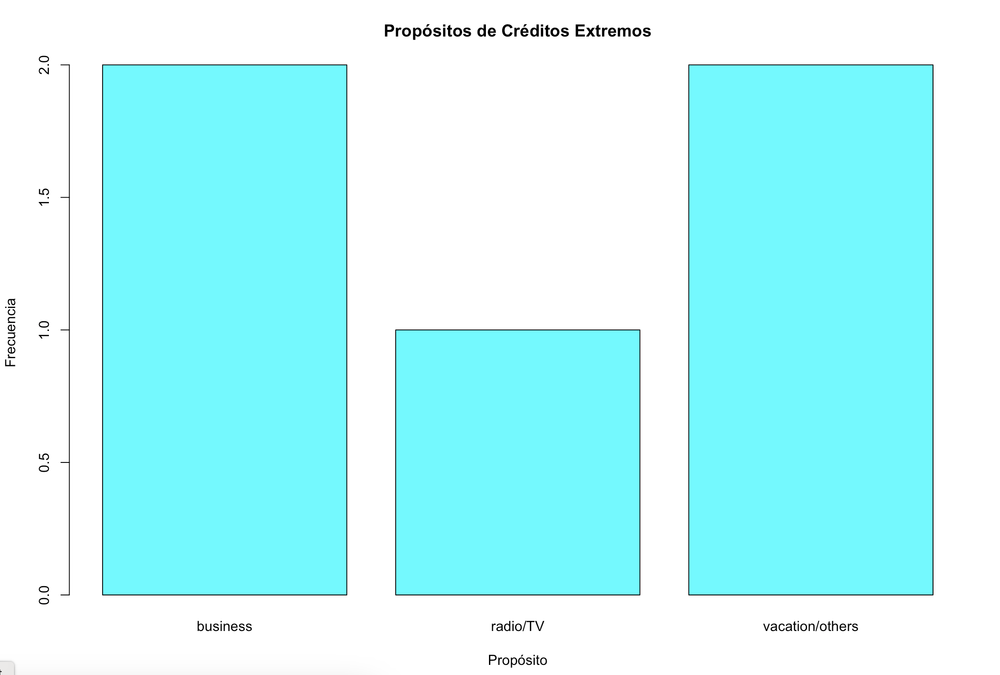 Propósitos de Créditos Extremos
2.0
1.5
1.0
0.5
0.0
Frecuencia
business
radio/TV
vacation/others
Propósito